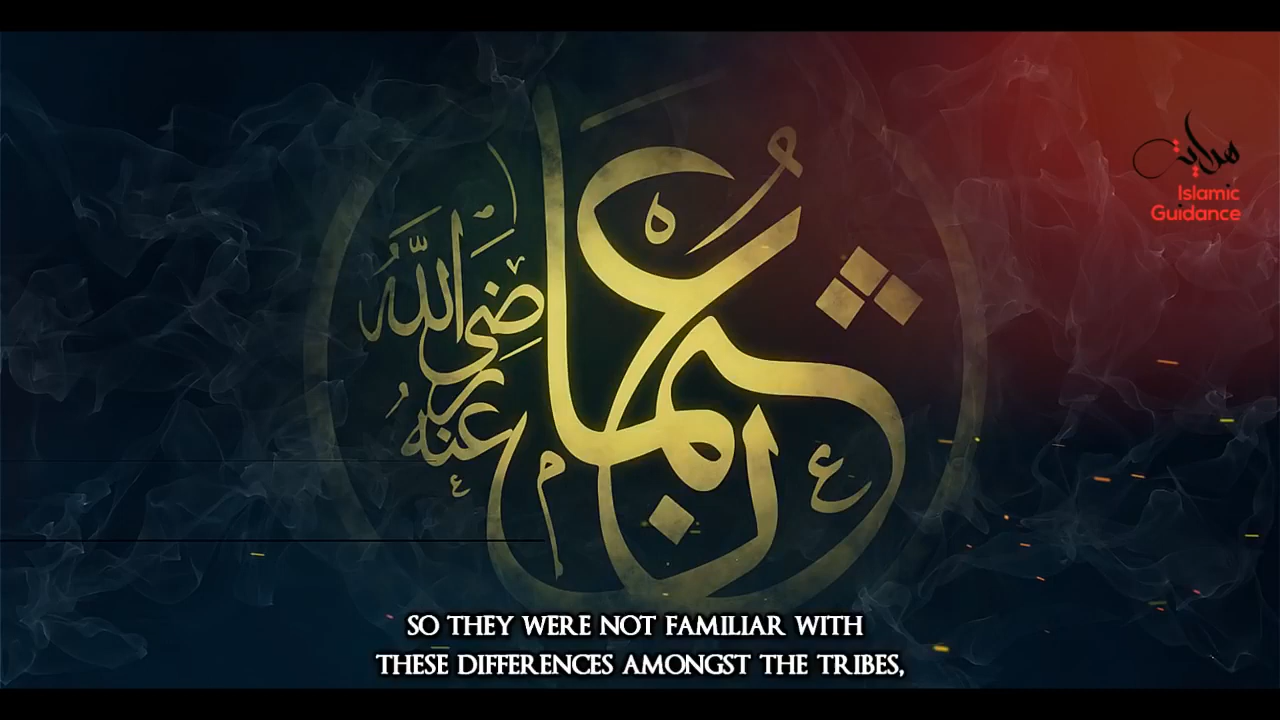 عثمان
رضي الله
عنه
هداية
Islamic
Guidance
SO THEY WERE NOT FAMILIAR WITH
THESE DIFFERENCES AMONGST THE TRIBES,